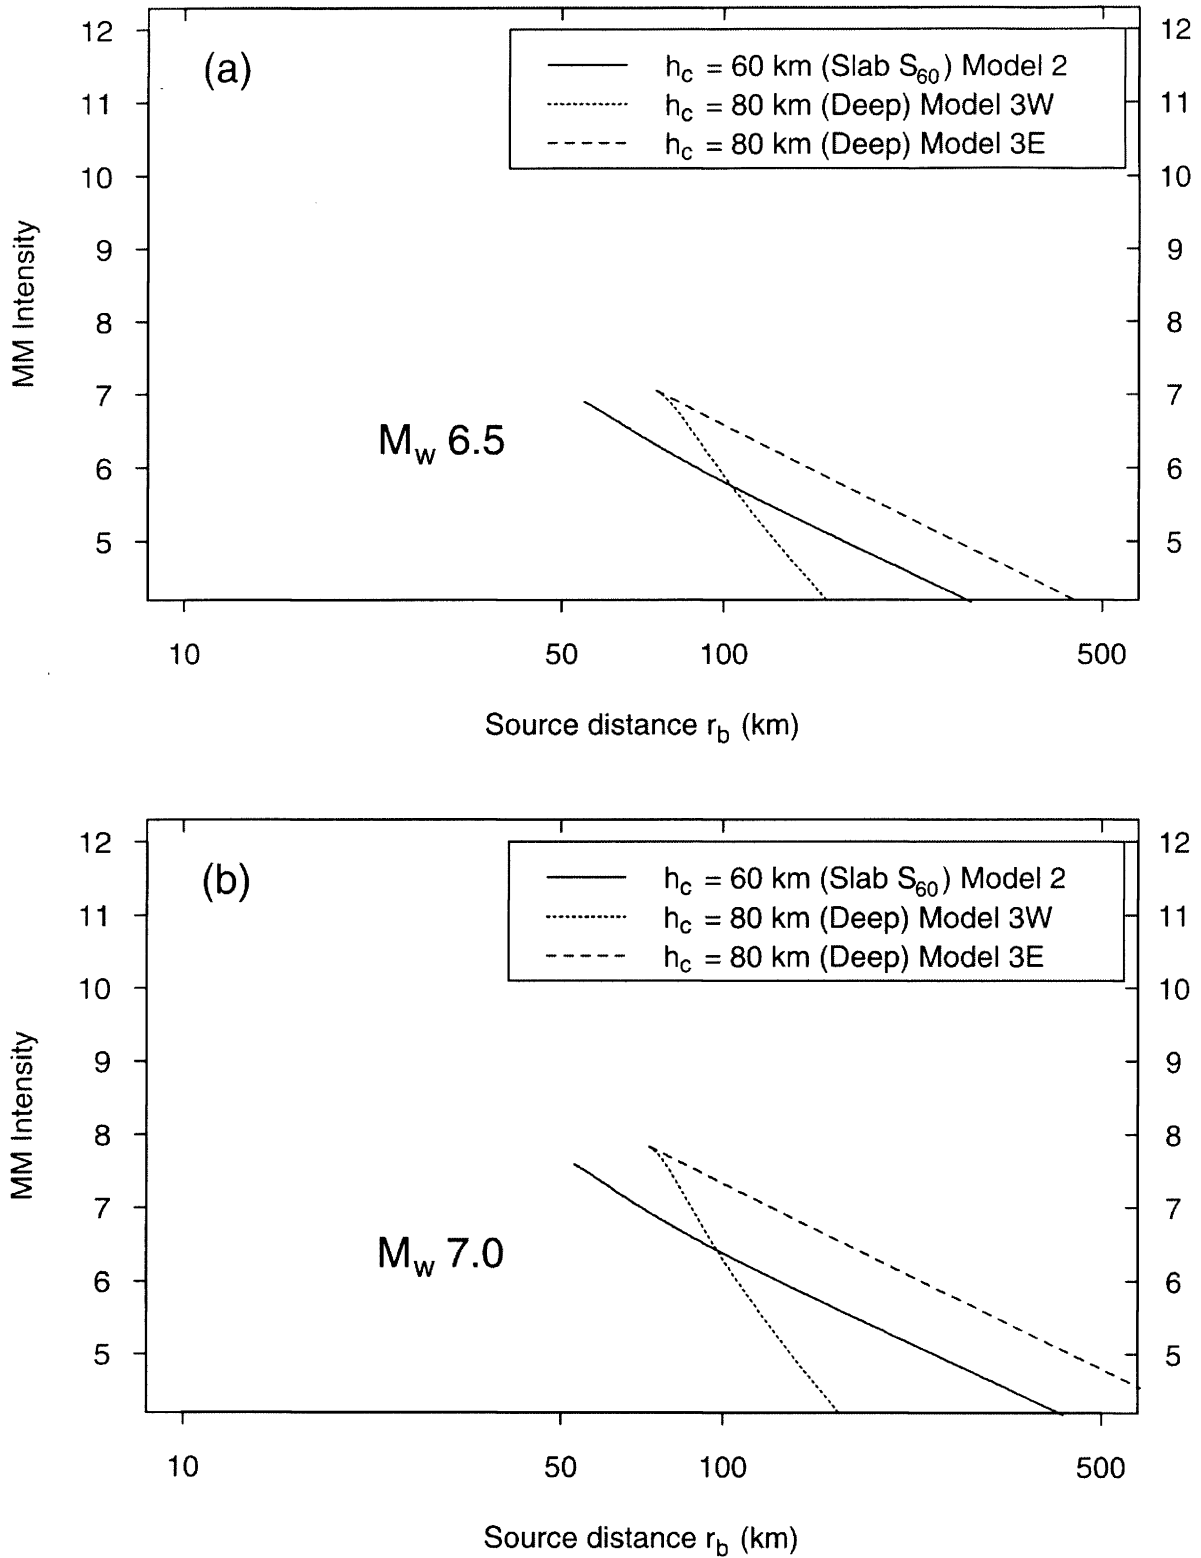 (a)
h_c = 60 km (Slab S_60) Model 2
h_c = 80 km (Deep) Model 3W
h_c = 80 km (Deep) Model 3E
12 12
11 11
10 10
9 9
8 8
7 7
6 6
5 5
MM Intensity
M_w 6.5
10 50 100 500
Source distance r_b (km)
(b)
h_c = 60 km (Slab S_60) Model 2
h_c = 80 km (Deep) Model 3W
h_c = 80 km (Deep) Model 3E
12 12
11 11
10 10
9 9
8 8
7 7
6 6
5 5
MM Intensity
M_w 7.0
10 50 100 500
Source distance r_b (km)